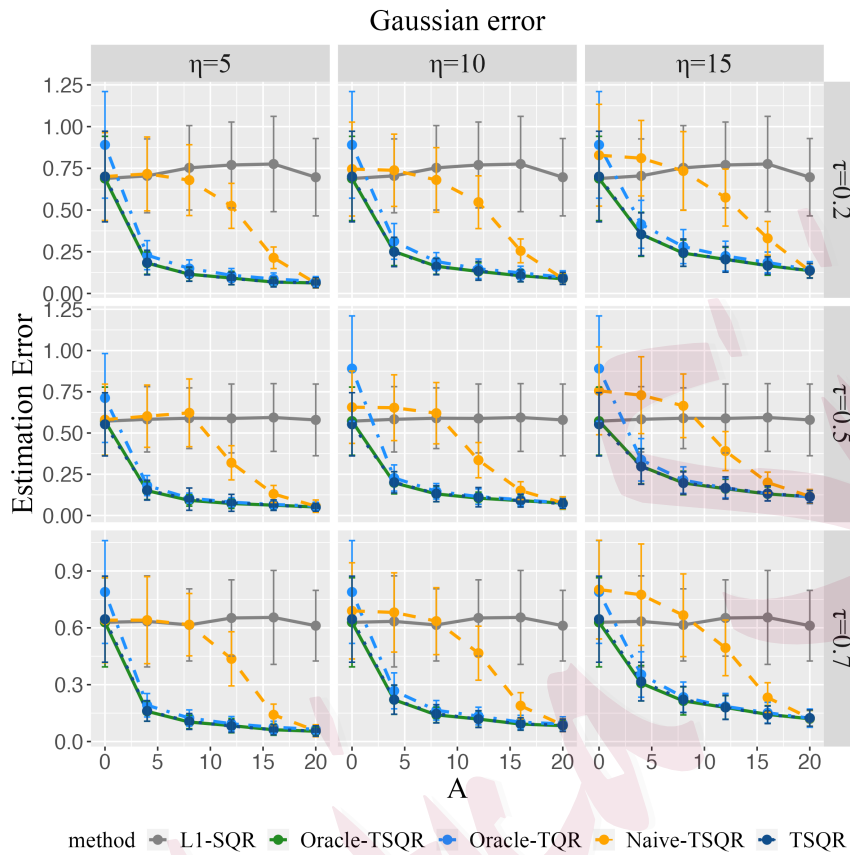 Gaussian error
η=5 η=10 η=15
1.25
1.00
0.75
0.50
0.25
0.00
τ=0.2
1.25
1.00
0.75
0.50
0.25
0.00
τ=0.5
0.9
0.6
0.3
0.0
τ=0.7
Estimation Error
0 5 10 15 20 0 5 10 15 20 0 5 10 15 20
A
method L1-SQR Oracle-TSQR Oracle-TQR Naive-TSQR TSQR